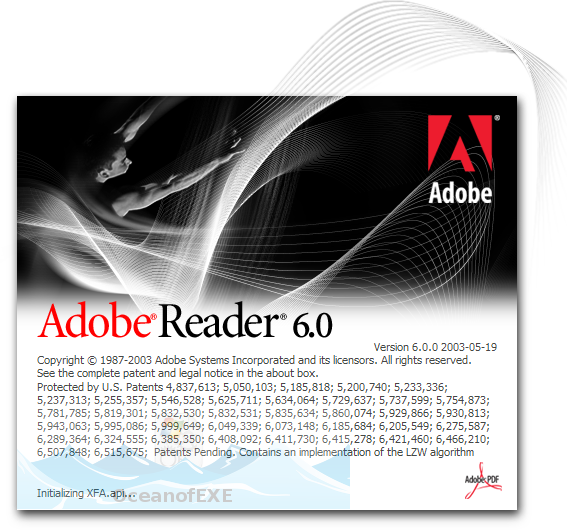 Adobe
Adobe® Reader® 6.0
Version 6.0.0 2003-05-19
Copyright © 1987-2003 Adobe Systems Incorporated and its licensors. All rights reserved.
See the complete patent and legal notice in the about box.
Protected by U.S. Patents 4,837,613; 5,050,103; 5,185,818; 5,200,740; 5,233,336;
5,237,313; 5,255,357; 5,546,528; 5,625,711; 5,634,064; 5,729,637; 5,737,599; 5,754,873;
5,781,785; 5,819,301; 5,832,530; 5,832,531; 5,835,634; 5,860,074; 5,929,866; 5,930,813;
5,943,063; 5,995,086; 5,999,649; 6,049,339; 6,073,148; 6,185,684; 6,205,549; 6,275,587;
6,289,364; 6,324,555; 6,385,350; 6,408,092; 6,411,730; 6,415,278; 6,421,460; 6,466,210;
6,507,848; 6,515,675;  Patents Pending. Contains an implementation of the LZW algorithm
Adobe PDF
Initializing XFA.api...
OceanofEXE